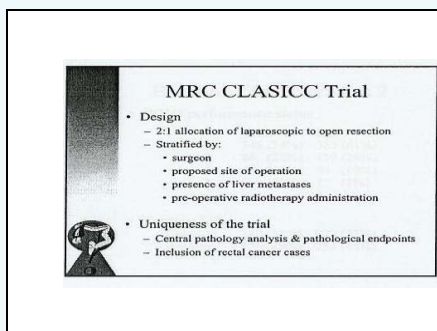 MRC CLASICC Trial
• Design
– 2:1 allocation of laparoscopic to open resection
– Stratified by:
• surgeon
• proposed site of operation
• presence of liver metastases
• pre-operative radiotherapy administration
• Uniqueness of the trial
– Central pathology analysis & pathological endpoints
– Inclusion of rectal cancer cases